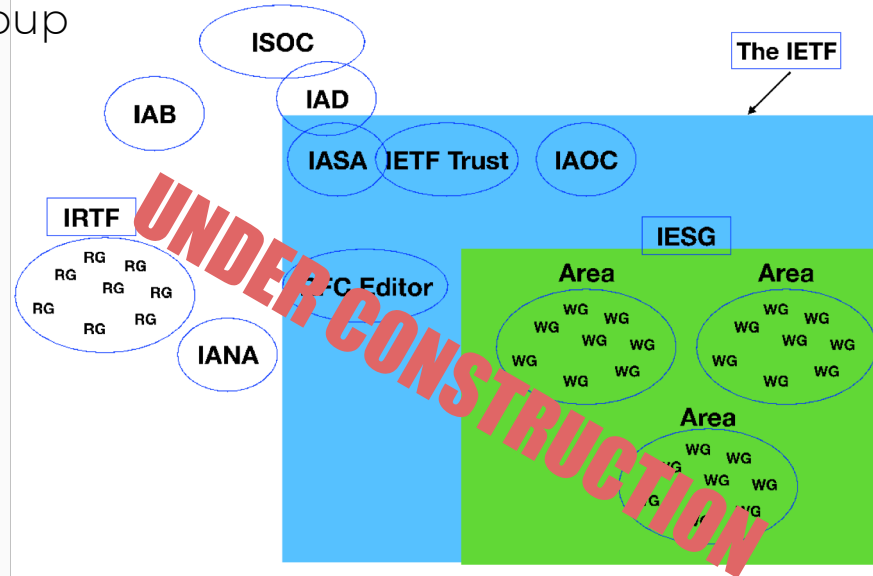 oup
ISOC
The IETF
IAD
IAB
IASA
IETF Trust
IAOC
IRTF
IESG
RG
RG
RG
RG
RG
RG
RG
RG
FC Editor
IANA
Area
WG
WG
WG
WG
WG
WG
WG
WG
Area
WG
WG
WG
WG
WG
WG
WG
WG
Area
WG
WG
WG
WG
UNDER CONSTRUCTION